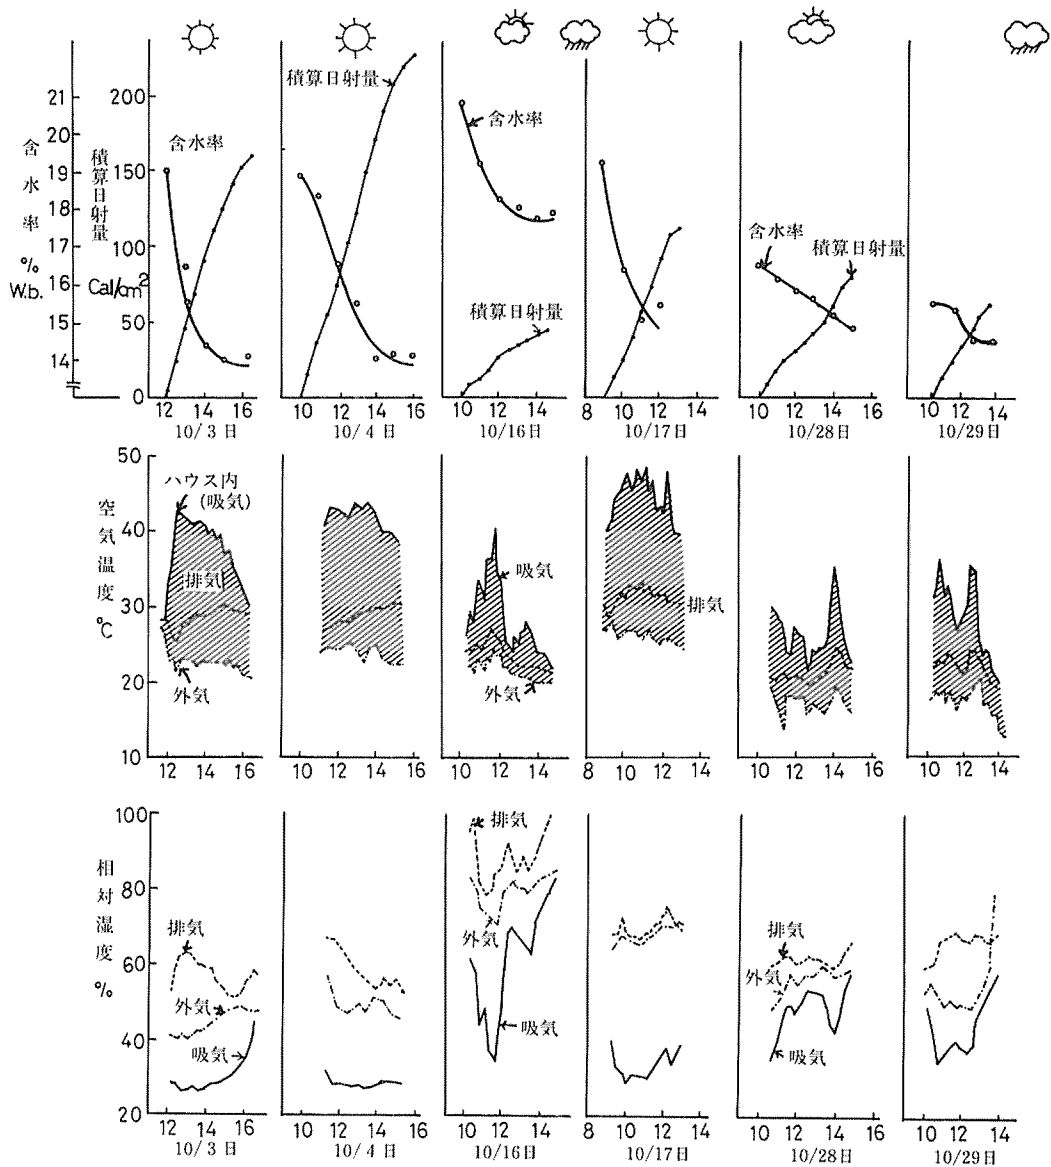 含水率 % W.b.
21
20
19
18
17
16
15
14
積算日射量 Cal/cm²
200
150
100
50
0
含水率
積算日射量
含水率
積算日射量
含水率
積算日射量
12 14 16
10 12 14 16
10 12 14
8 10 12 14
10 12 14 16
10 12 14
10/3日
10/4日
10/16日
10/17日
10/28日
10/29日
空気温度 °C
50
40
30
20
10
ハウス内
(吸気)
排気
外気
吸気
外気
排気
12 14 16
10 12 14 16
10 12 14
8 10 12 14
10 12 14 16
10 12 14
相対湿度 %
100
80
60
40
20
排気
外気
吸気
排気
外気
吸気
排気
外気
吸気
12 14 16
10 12 14 16
10 12 14
8 10 12 14
10 12 14 16
10 12 14
10/3日
10/4日
10/16日
10/17日
10/28日
10/29日